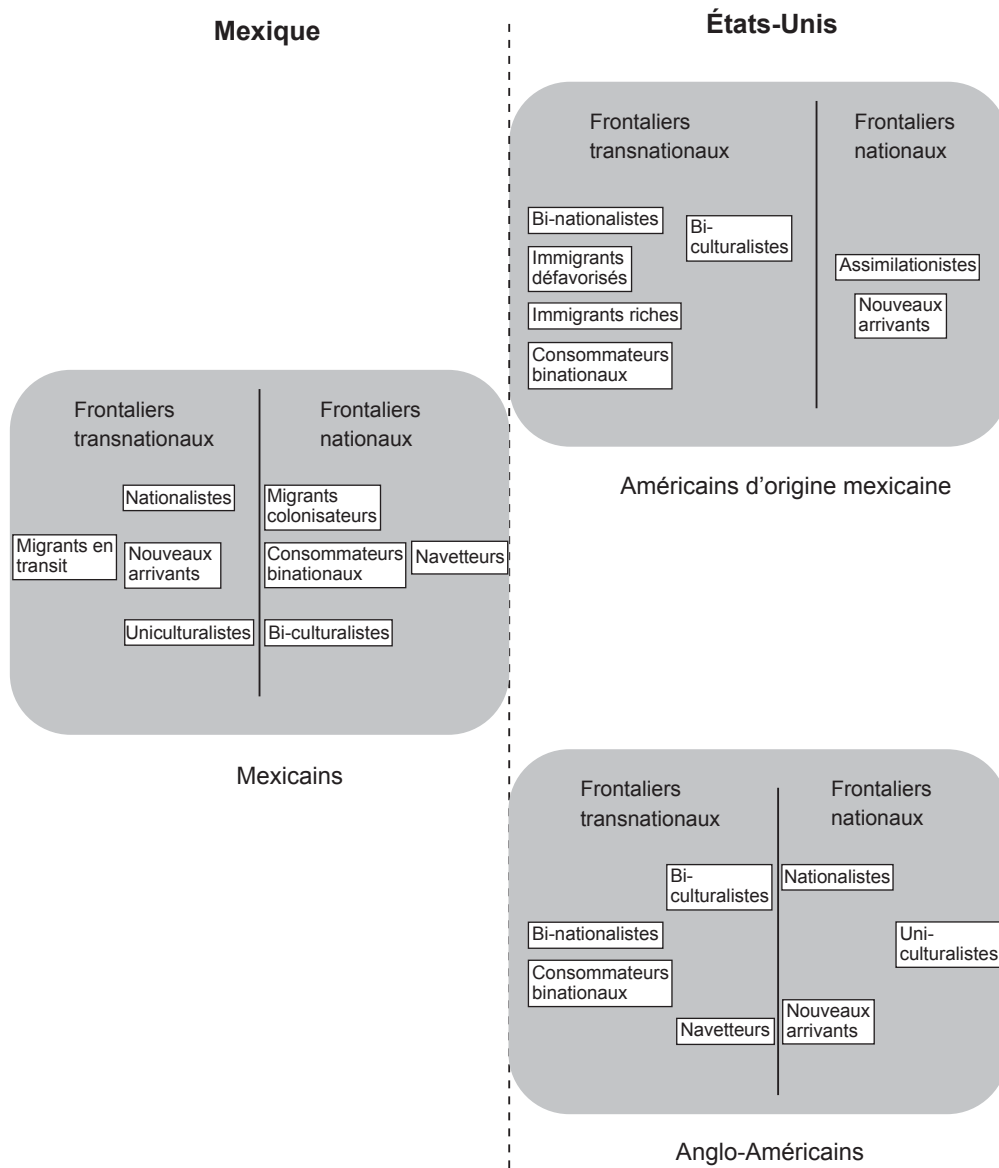 Mexique
États-Unis
Frontaliers
transnationaux
Frontaliers
nationaux
Bi-nationalistes
Bi-
culturalistes
Immigrants
défavorisés
Immigrants riches
Consommateurs
binationaux
Assimilationistes
Nouveaux
arrivants
Américains d'origine mexicaine
Frontaliers
transnationaux
Frontaliers
nationaux
Nationalistes
Migrants en
transit
Nouveaux
arrivants
Uniculturalistes
Migrants
colonisateurs
Consommateurs
binationaux
Navetteurs
Bi-culturalistes
Mexicains
Frontaliers
transnationaux
Frontaliers
nationaux
Bi-
culturalistes
Bi-nationalistes
Consommateurs
binationaux
Navetteurs
Nationalistes
Uni-
culturalistes
Nouveaux
arrivants
Anglo-Américains